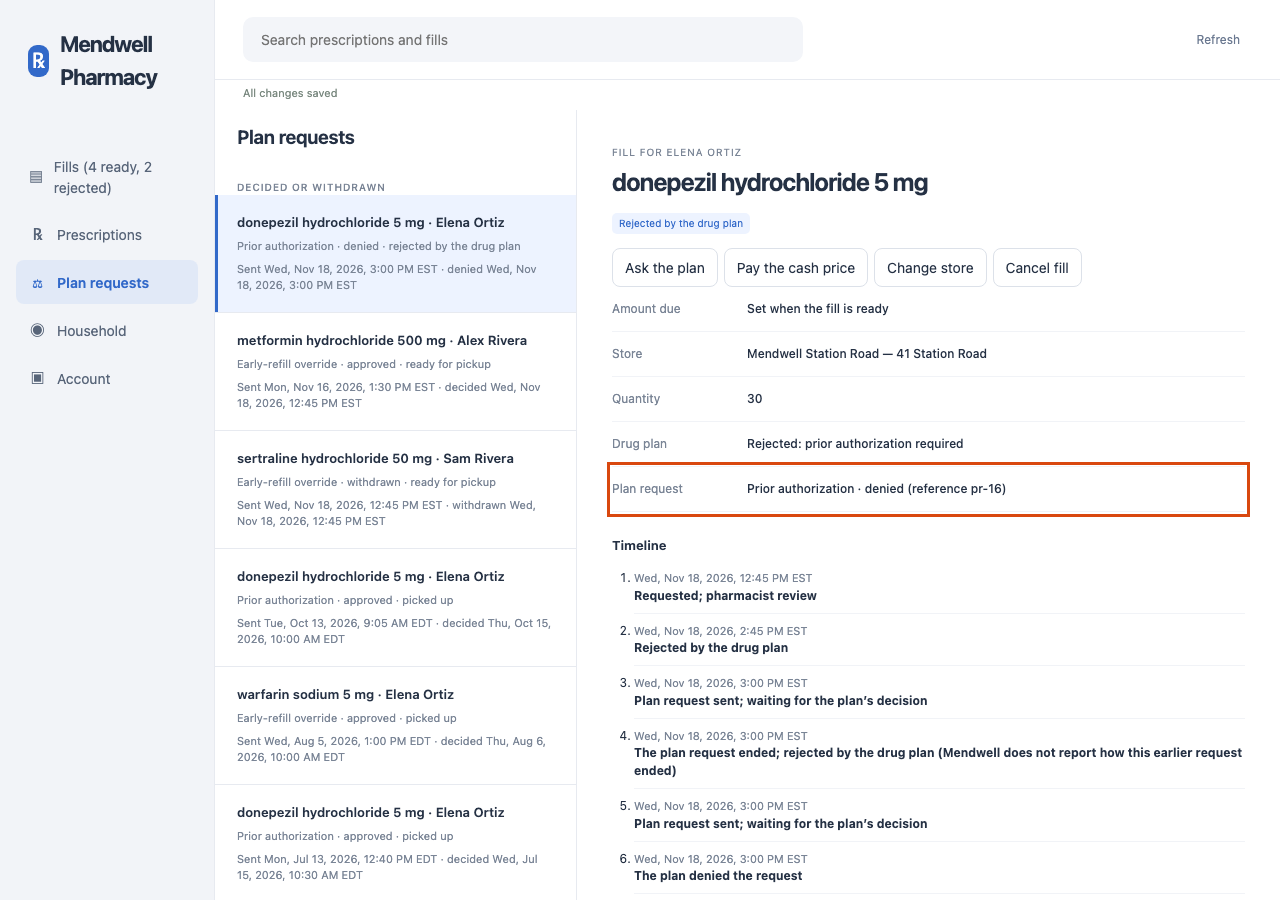 ℞
Mendwell
Pharmacy
Fills (4 ready, 2
rejected)
℞ Prescriptions
Plan requests
Household
Account
Search prescriptions and fills
Refresh
All changes saved
Plan requests
DECIDED OR WITHDRAWN
donepezil hydrochloride 5 mg · Elena Ortiz
Prior authorization · denied · rejected by the drug plan
Sent Wed, Nov 18, 2026, 3:00 PM EST · denied Wed, Nov
18, 2026, 3:00 PM EST
metformin hydrochloride 500 mg · Alex Rivera
Early-refill override · approved · ready for pickup
Sent Mon, Nov 16, 2026, 1:30 PM EST · decided Wed, Nov
18, 2026, 12:45 PM EST
sertraline hydrochloride 50 mg · Sam Rivera
Early-refill override · withdrawn · ready for pickup
Sent Wed, Nov 18, 2026, 12:45 PM EST · withdrawn Wed,
Nov 18, 2026, 12:45 PM EST
donepezil hydrochloride 5 mg · Elena Ortiz
Prior authorization · approved · picked up
Sent Tue, Oct 13, 2026, 9:05 AM EDT · decided Thu, Oct 15,
2026, 10:00 AM EDT
warfarin sodium 5 mg · Elena Ortiz
Early-refill override · approved · picked up
Sent Wed, Aug 5, 2026, 1:00 PM EDT · decided Thu, Aug 6,
2026, 10:00 AM EDT
donepezil hydrochloride 5 mg · Elena Ortiz
Prior authorization · approved · picked up
Sent Mon, Jul 13, 2026, 12:40 PM EDT · decided Wed, Jul
15, 2026, 10:30 AM EDT
FILL FOR ELENA ORTIZ
donepezil hydrochloride 5 mg
Rejected by the drug plan
Ask the plan
Pay the cash price
Change store
Cancel fill
Amount due Set when the fill is ready
Store Mendwell Station Road — 41 Station Road
Quantity 30
Drug plan Rejected: prior authorization required
Plan request Prior authorization · denied (reference pr-16)
Timeline
1. Wed, Nov 18, 2026, 12:45 PM EST
Requested; pharmacist review
2. Wed, Nov 18, 2026, 2:45 PM EST
Rejected by the drug plan
3. Wed, Nov 18, 2026, 3:00 PM EST
Plan request sent; waiting for the plan's decision
4. Wed, Nov 18, 2026, 3:00 PM EST
The plan request ended; rejected by the drug plan (Mendwell does not report how this earlier request
ended)
5. Wed, Nov 18, 2026, 3:00 PM EST
Plan request sent; waiting for the plan's decision
6. Wed, Nov 18, 2026, 3:00 PM EST
The plan denied the request